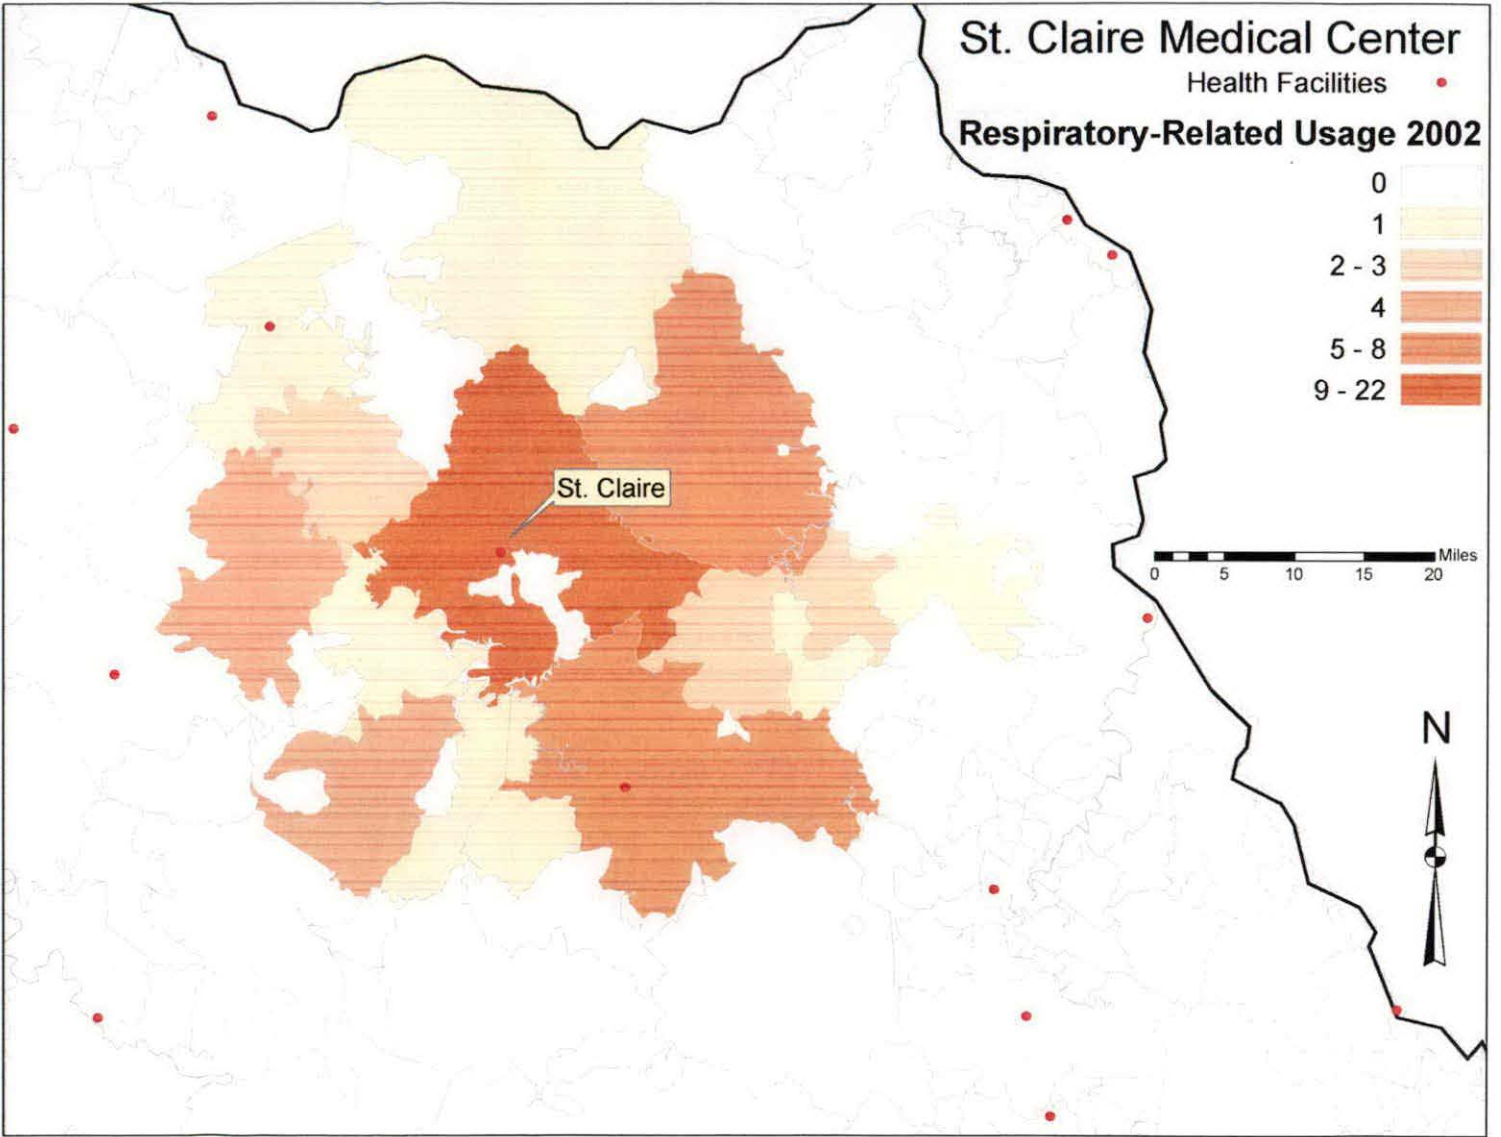 St. Claire Medical Center
Health Facilities
Respiratory-Related Usage 2002
0
1
2 - 3
4
5 - 8
9 - 22
St. Claire
Miles
0 5 10 15 20
N